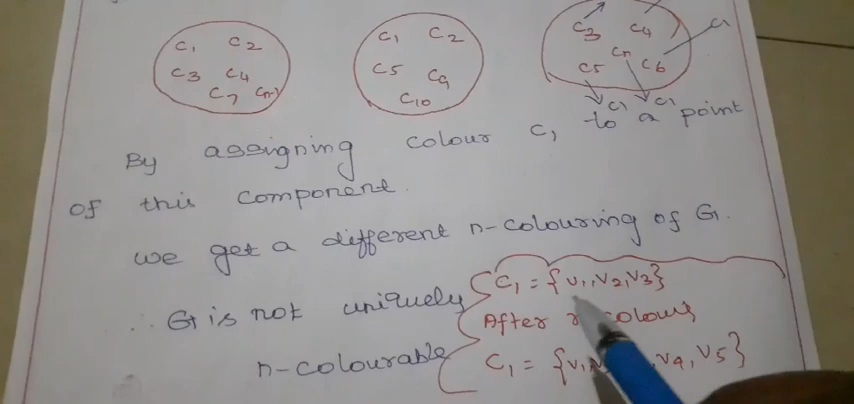 C1 C2
C3 C4
C7 Cn-1
C1 C2
C5 C9
C10
C3 C4
Cn
C5 C6
C1
C1 C1
By assigning colour C1 to a point
of this component.
we get a different n-colouring of G.
∴ G is not uniquely
n-colourable
C1 = {V1, V2, V3}
After
C1 = {V1, V4, V5}